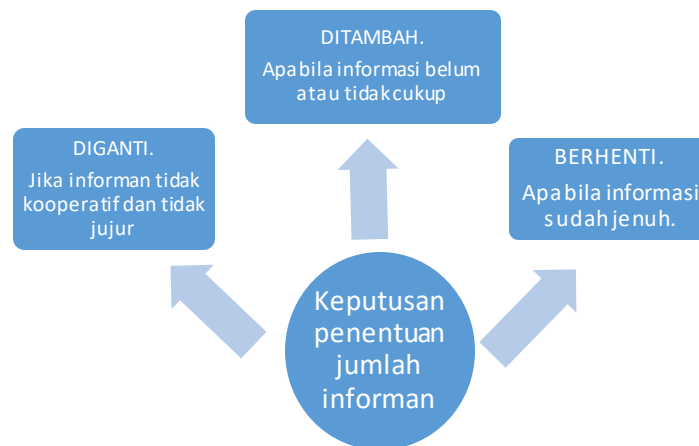 DITAMBAH.
Apabila informasi belum
atau tidak cukup
DIGANTI.
Jika informan tidak
kooperatif dan tidak
jujur
BERHENTI.
Apabila informasi
sudah jenuh.
Keputusan
penentuan
jumlah
informan